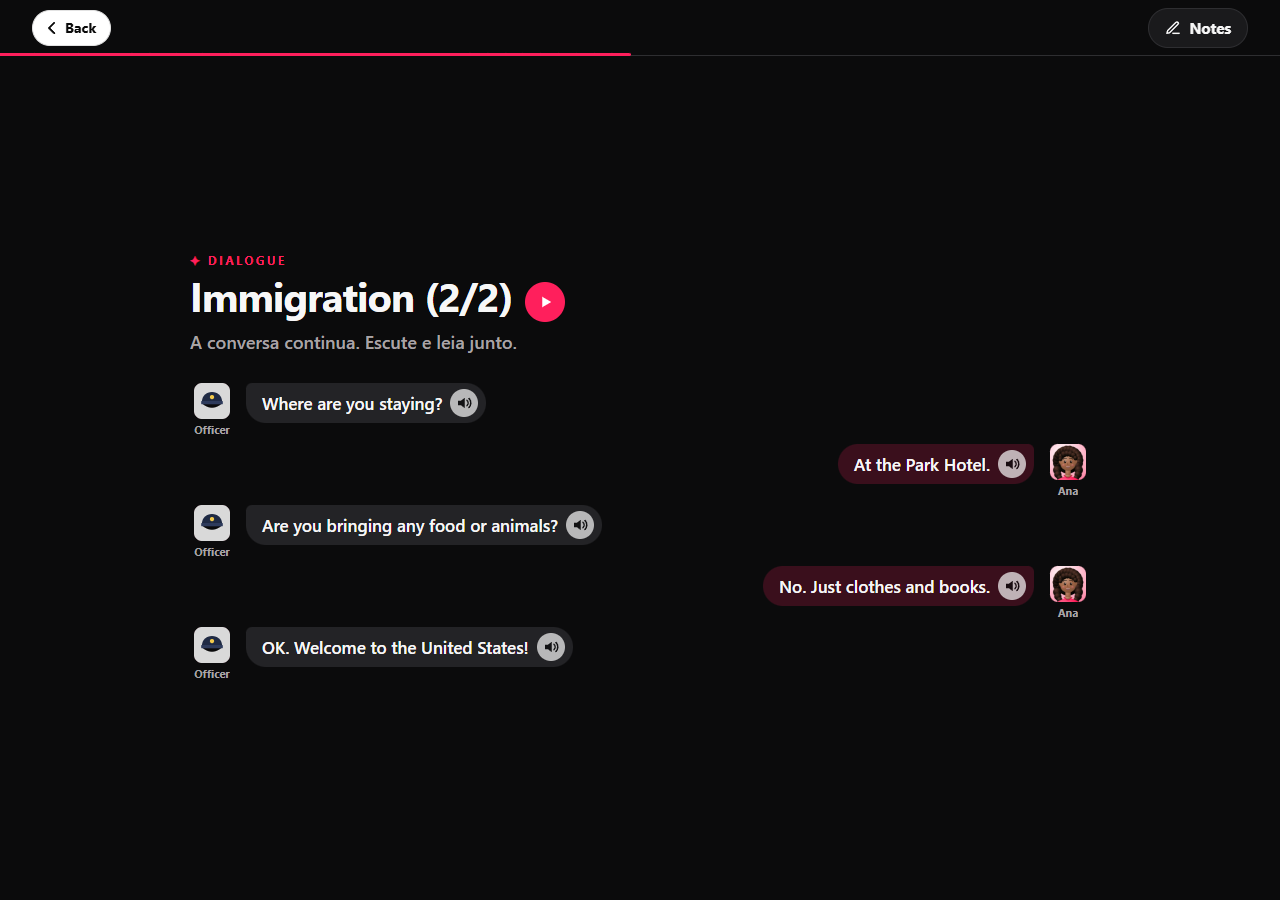 Back
Notes
DIALOGUE
Immigration (2/2)
A conversa continua. Escute e leia junto.
Where are you staying?
Officer
At the Park Hotel.
Ana
Are you bringing any food or animals?
Officer
No. Just clothes and books.
Ana
OK. Welcome to the United States!
Officer